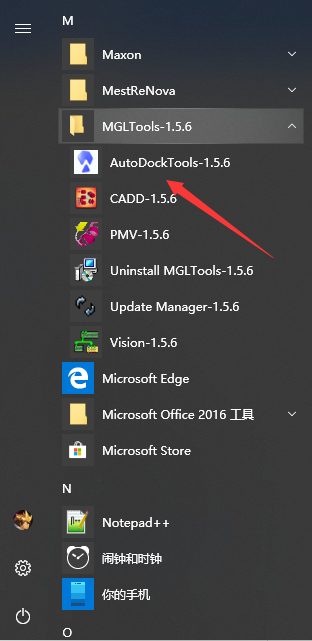 M
Maxon
MestReNova
MGLTools-1.5.6
AutoDockTools-1.5.6
CADD-1.5.6
PMV-1.5.6
Uninstall MGLTools-1.5.6
Update Manager-1.5.6
Vision-1.5.6
Microsoft Edge
Microsoft Office 2016 工具
Microsoft Store
N
Notepad++
闹钟和时钟
你的手机
O